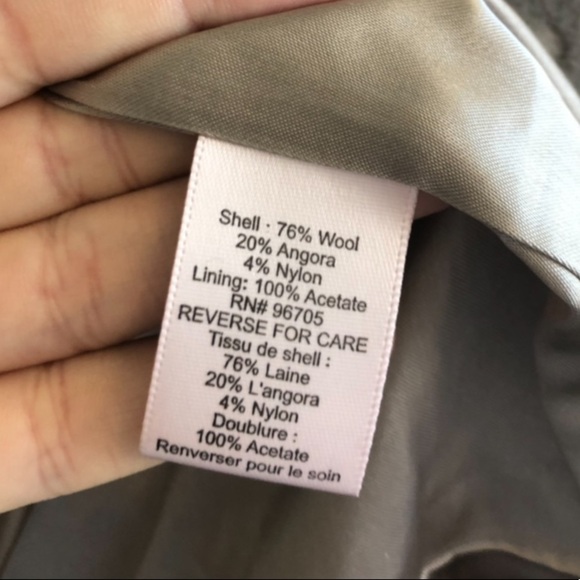 Shell : 76% Wool
20% Angora
4% Nylon
Lining: 100% Acetate
RN# 96705
REVERSE FOR CARE
Tissu de shell :
76% Laine
20% L'angora
4% Nylon
Doublure :
100% Acetate
Renverser pour le soin